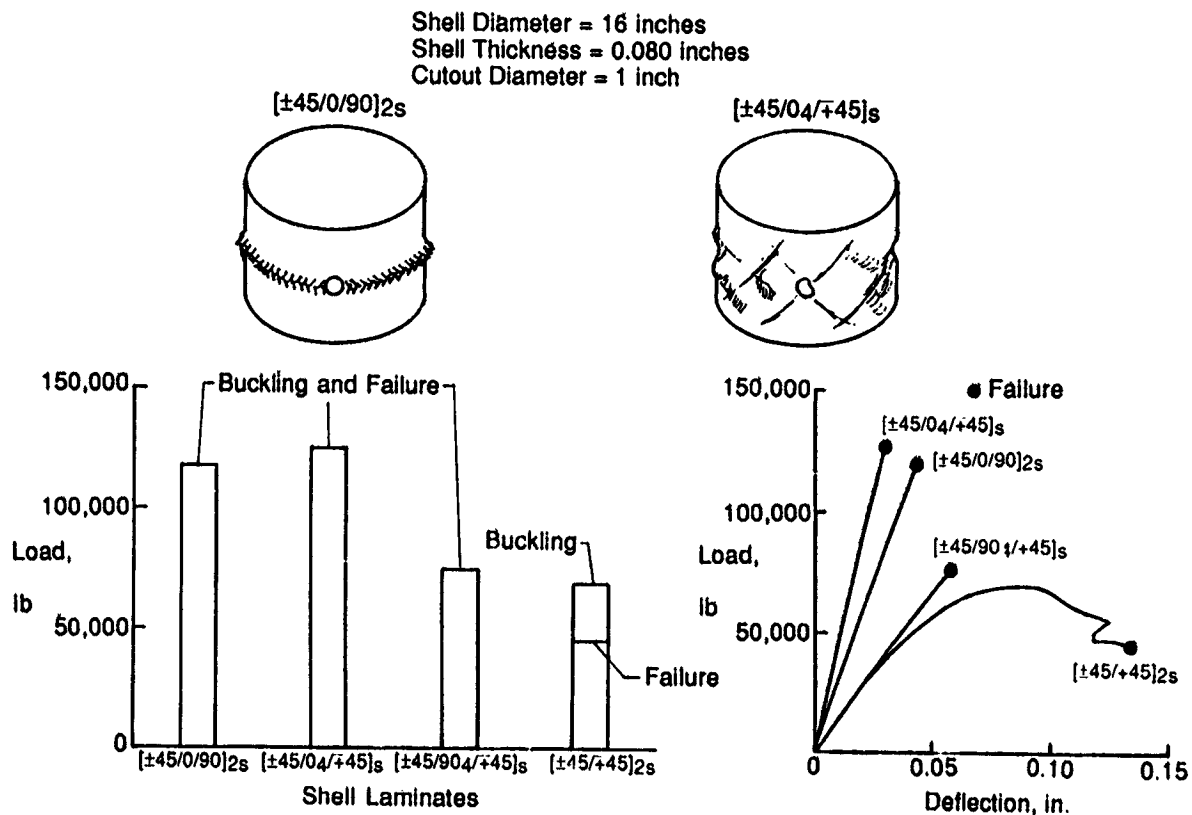 Shell Diameter = 16 inches
Shell Thickness = 0.080 inches
Cutout Diameter = 1 inch
[±45/0/90]2s
[±45/04/∓45]s
150,000
Buckling and Failure
100,000
Load,
lb
50,000
0
Buckling
Failure
[±45/0/90]2s
[±45/04/∓45]s
[±45/904/∓45]s
[±45/∓45]2s
Shell Laminates
150,000
Failure
[±45/04/∓45]s
[±45/0/90]2s
100,000
Load,
lb
[±45/904/∓45]s
50,000
[±45/∓45]2s
0
0.05
0.10
0.15
Deflection, in.